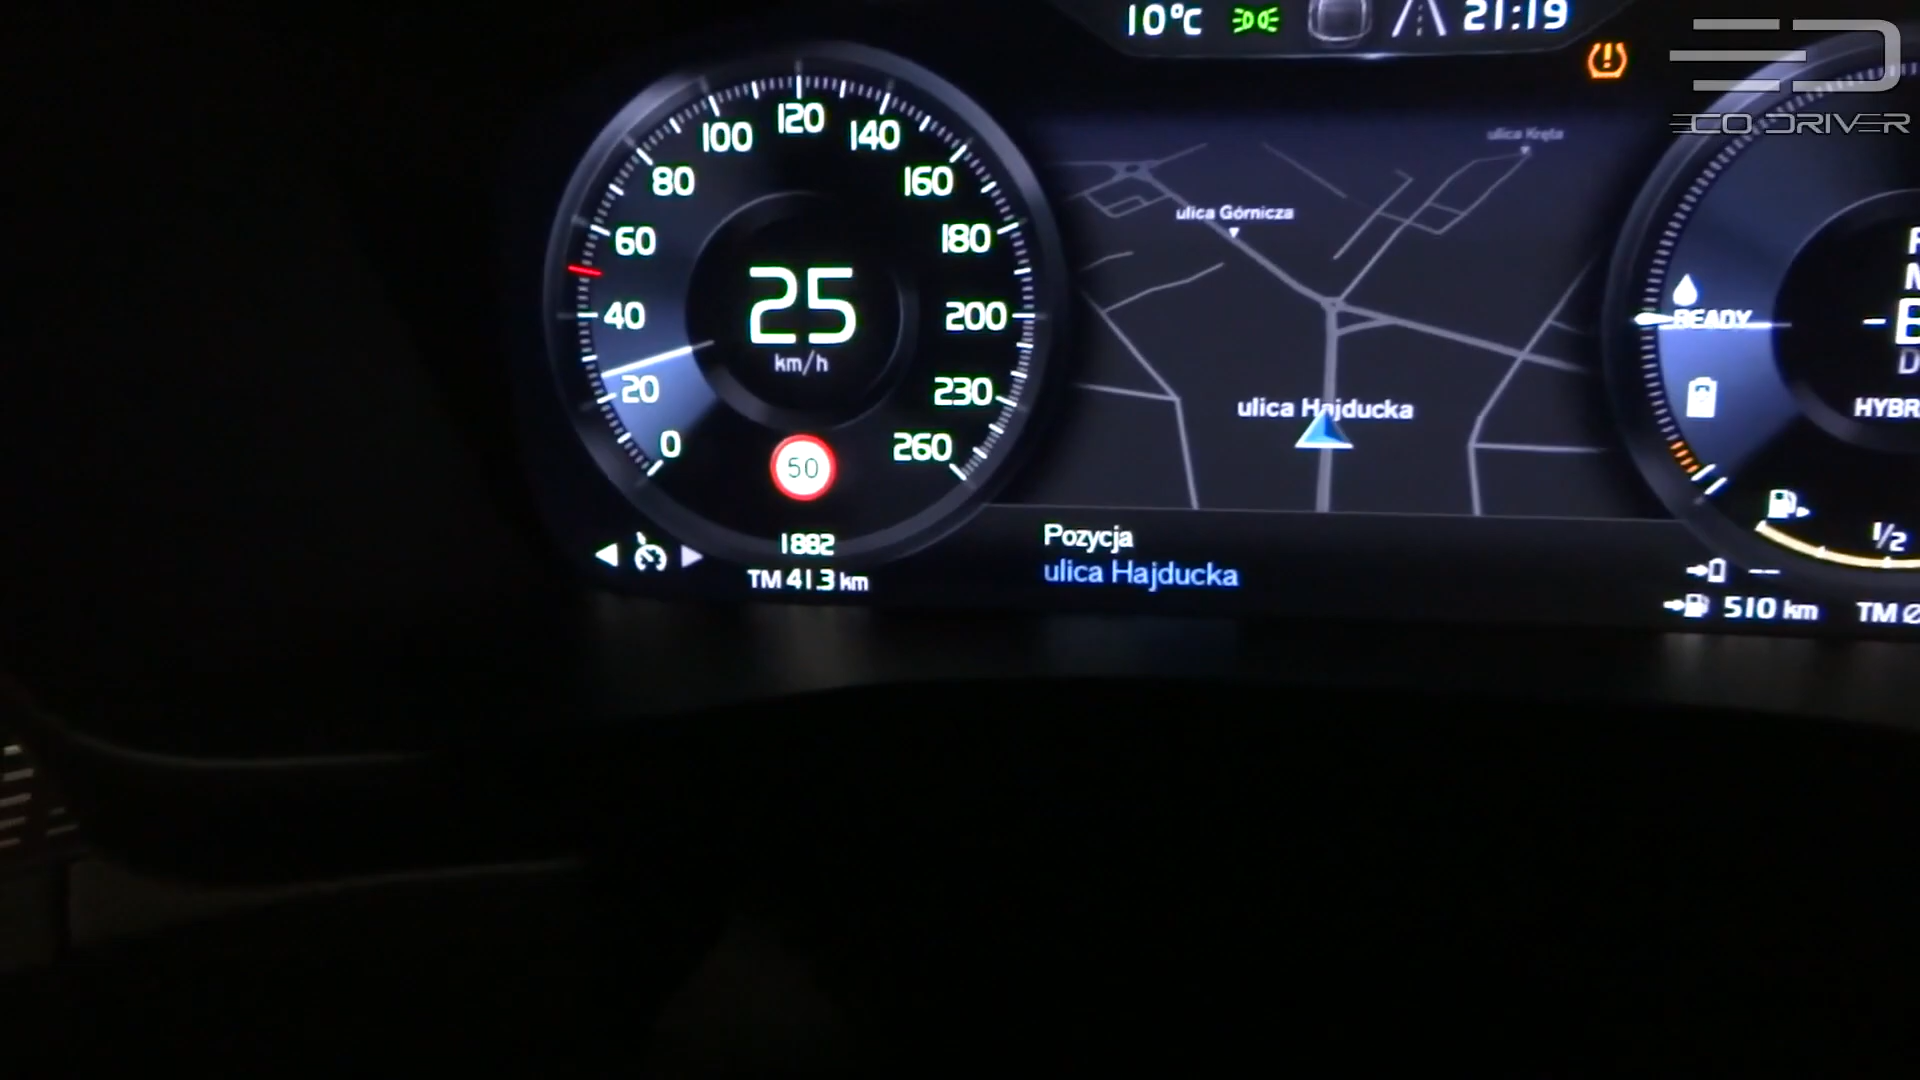 10°C
21:19
ECO DRIVER
0
20
40
60
80
100
120
140
160
180
200
230
260
25
km/h
50
1882
TM 41.3 km
ulica Kręta
ulica Górnicza
ulica Hajducka
Pozycja
ulica Hajducka
READY
1/2
--
510 km
TM Ø